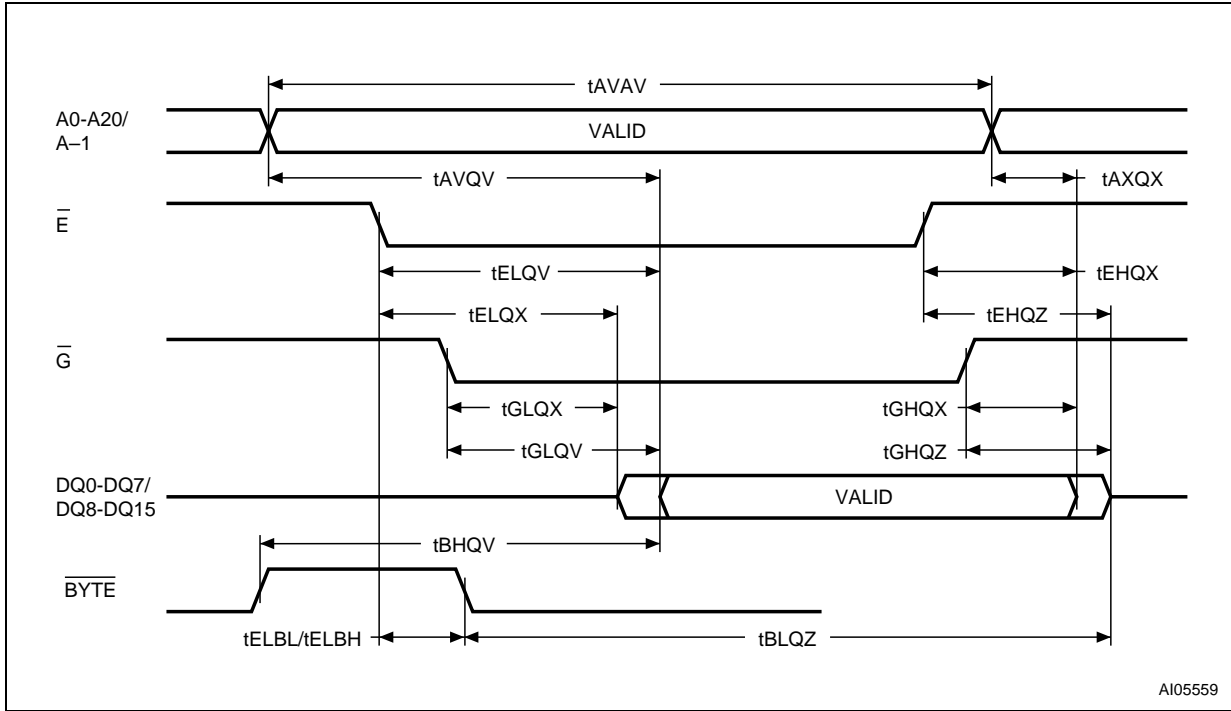 tAVAV
A0-A20/
A–1
VALID
tAVQV
tAXQX
E
tELQV
tEHQX
tELQX
tEHQZ
G
tGLQX
tGHQX
tGLQV
tGHQZ
DQ0-DQ7/
DQ8-DQ15
VALID
tBHQV
BYTE
tELBL/tELBH
tBLQZ
AI05559